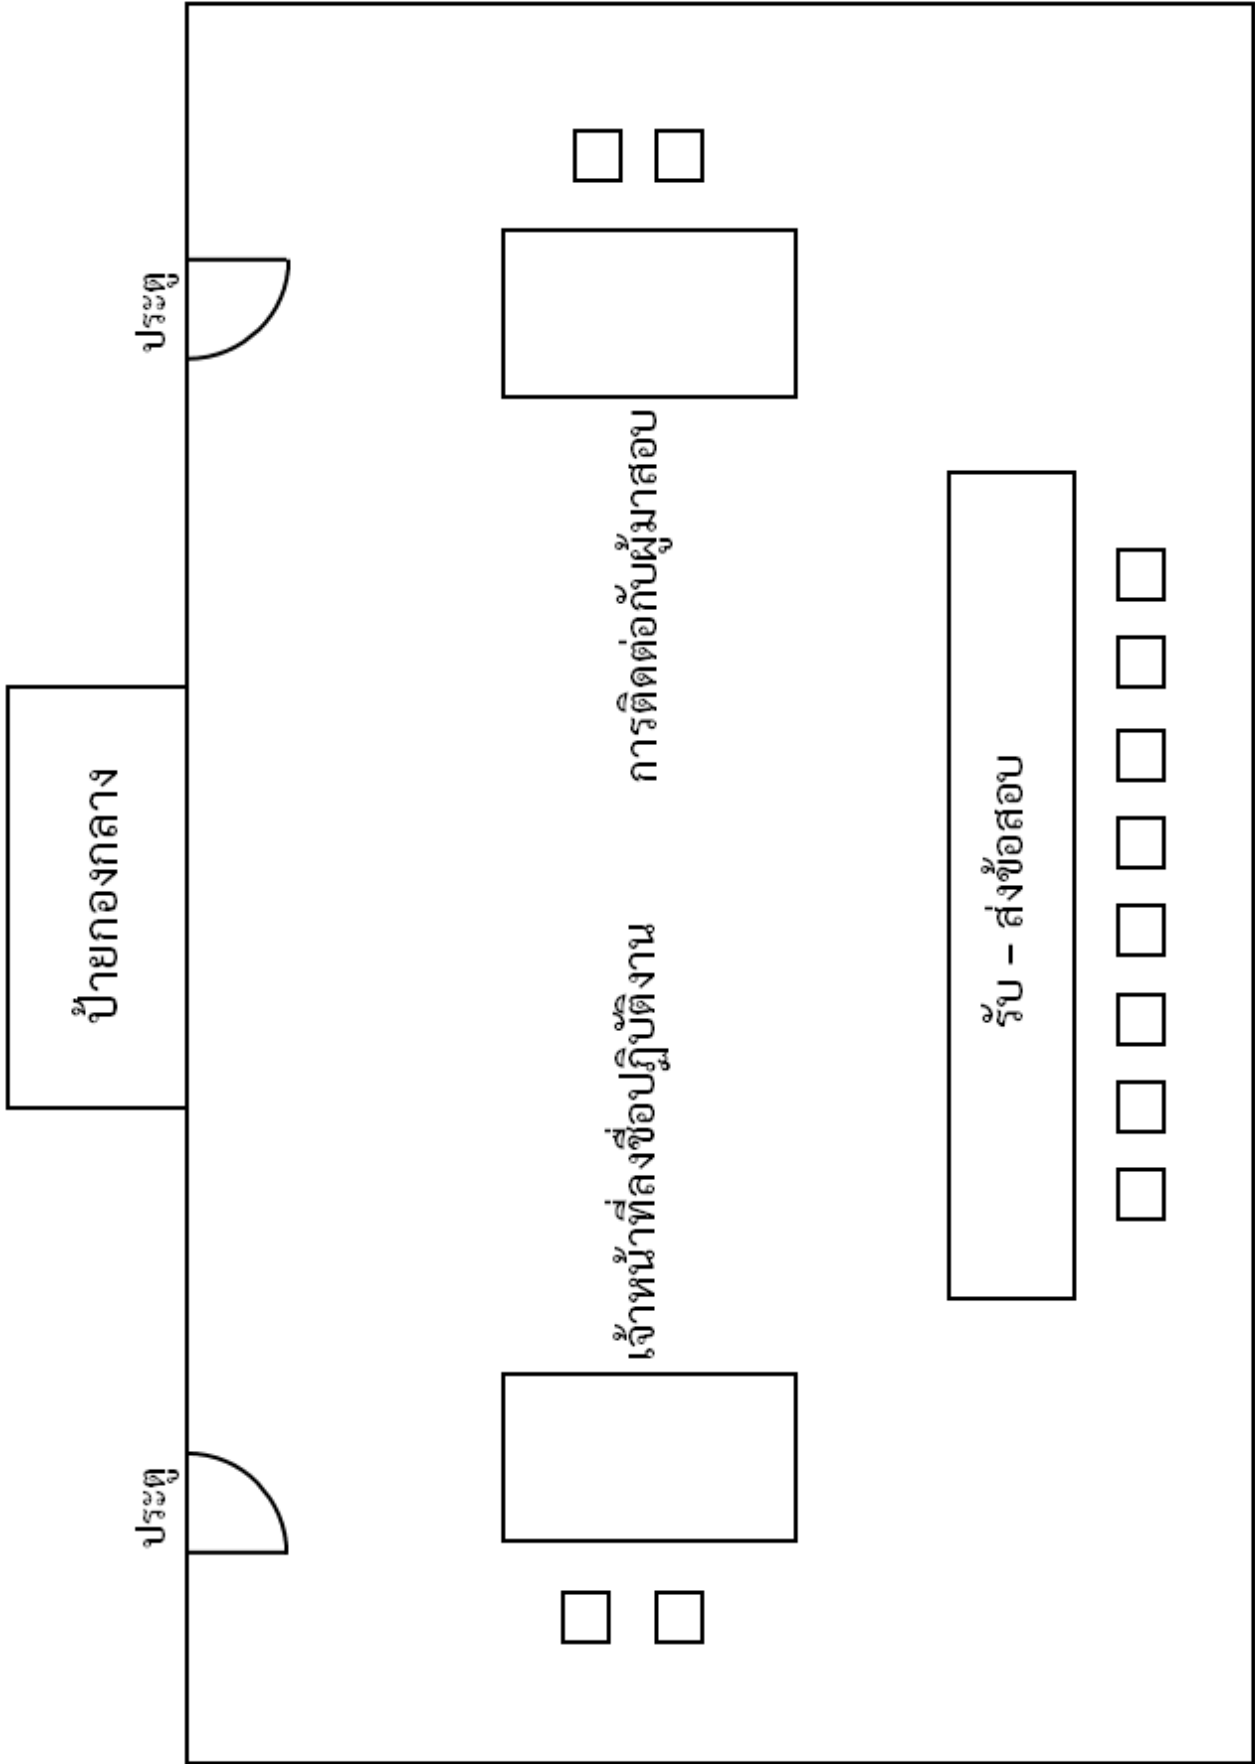 ป้ายกองกลาง
ประตู
ประตู
เจ้าหน้าที่ลงชื่อปฏิบัติงาน
การติดต่อกับผู้มาสอบ
รับ – ส่งข้อสอบ